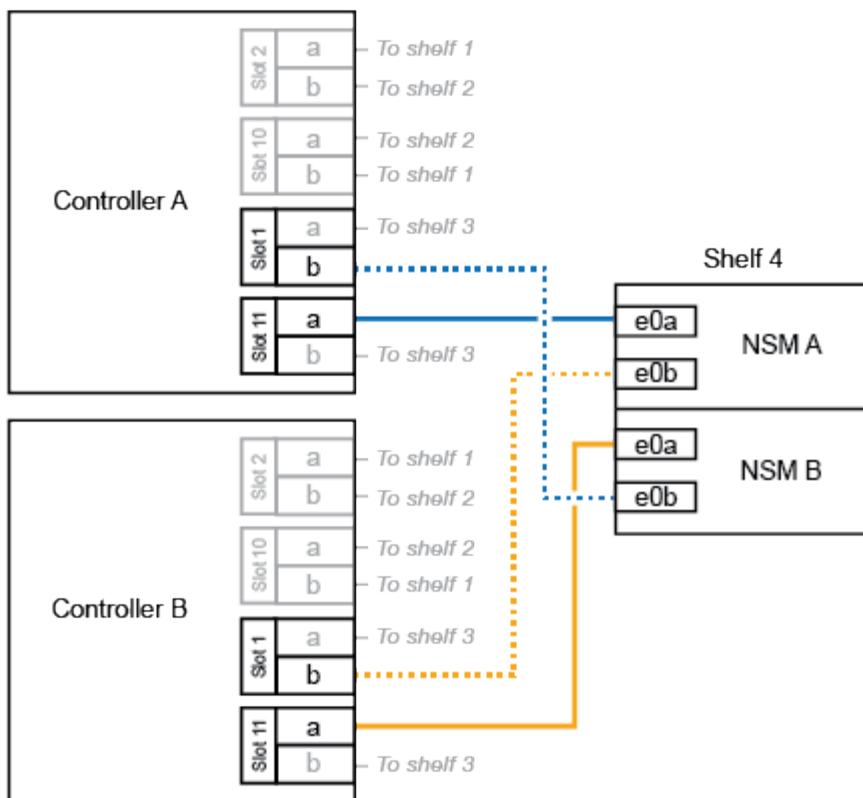 Controller A
Slot 2
a
To shelf 1
b
To shelf 2
Slot 10
a
To shelf 2
b
To shelf 1
Slot 1
a
To shelf 3
b
Slot 11
a
b
To shelf 3
Shelf 4
e0a
NSM A
e0b
e0a
NSM B
e0b
Controller B
Slot 2
a
To shelf 1
b
To shelf 2
Slot 10
a
To shelf 2
b
To shelf 1
Slot 1
a
To shelf 3
b
Slot 11
a
b
To shelf 3